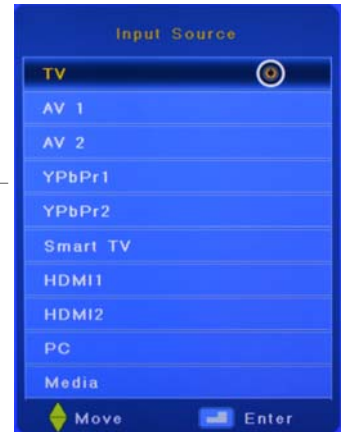 Input Source
TV
AV 1
AV 2
YPbPr1
YPbPr2
Smart TV
HDMI1
HDMI2
PC
Media
Move Enter